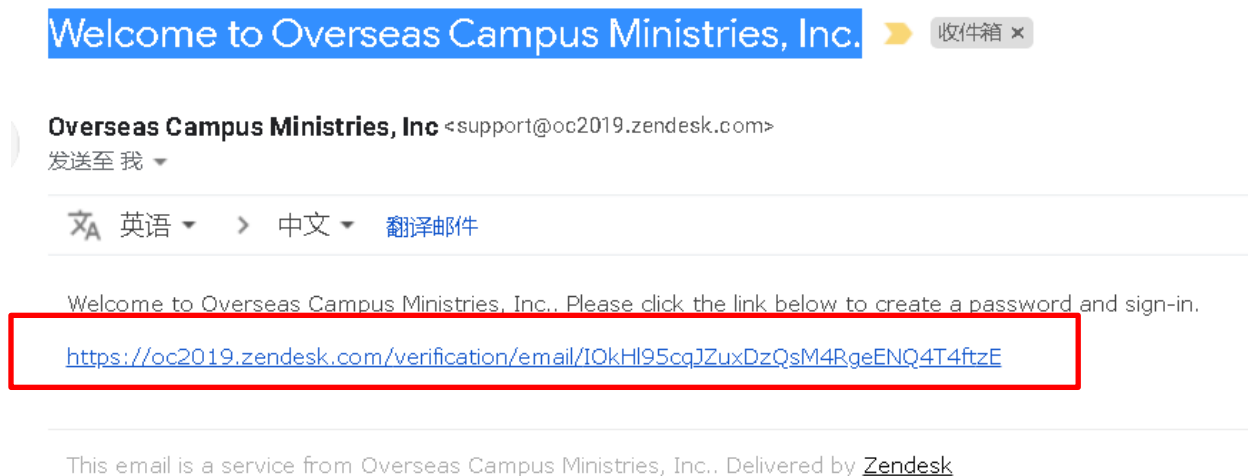 Welcome to Overseas Campus Ministries, Inc. 收件箱 ×
Overseas Campus Ministries, Inc <support@oc2019.zendesk.com>
发送至 我
英语 > 中文 翻译邮件
Welcome to Overseas Campus Ministries, Inc.. Please click the link below to create a password and sign-in.
https://oc2019.zendesk.com/verification/email/IOkHl95cqJZuxDzQsM4RgeENQ4T4ftzE
This email is a service from Overseas Campus Ministries, Inc.. Delivered by Zendesk